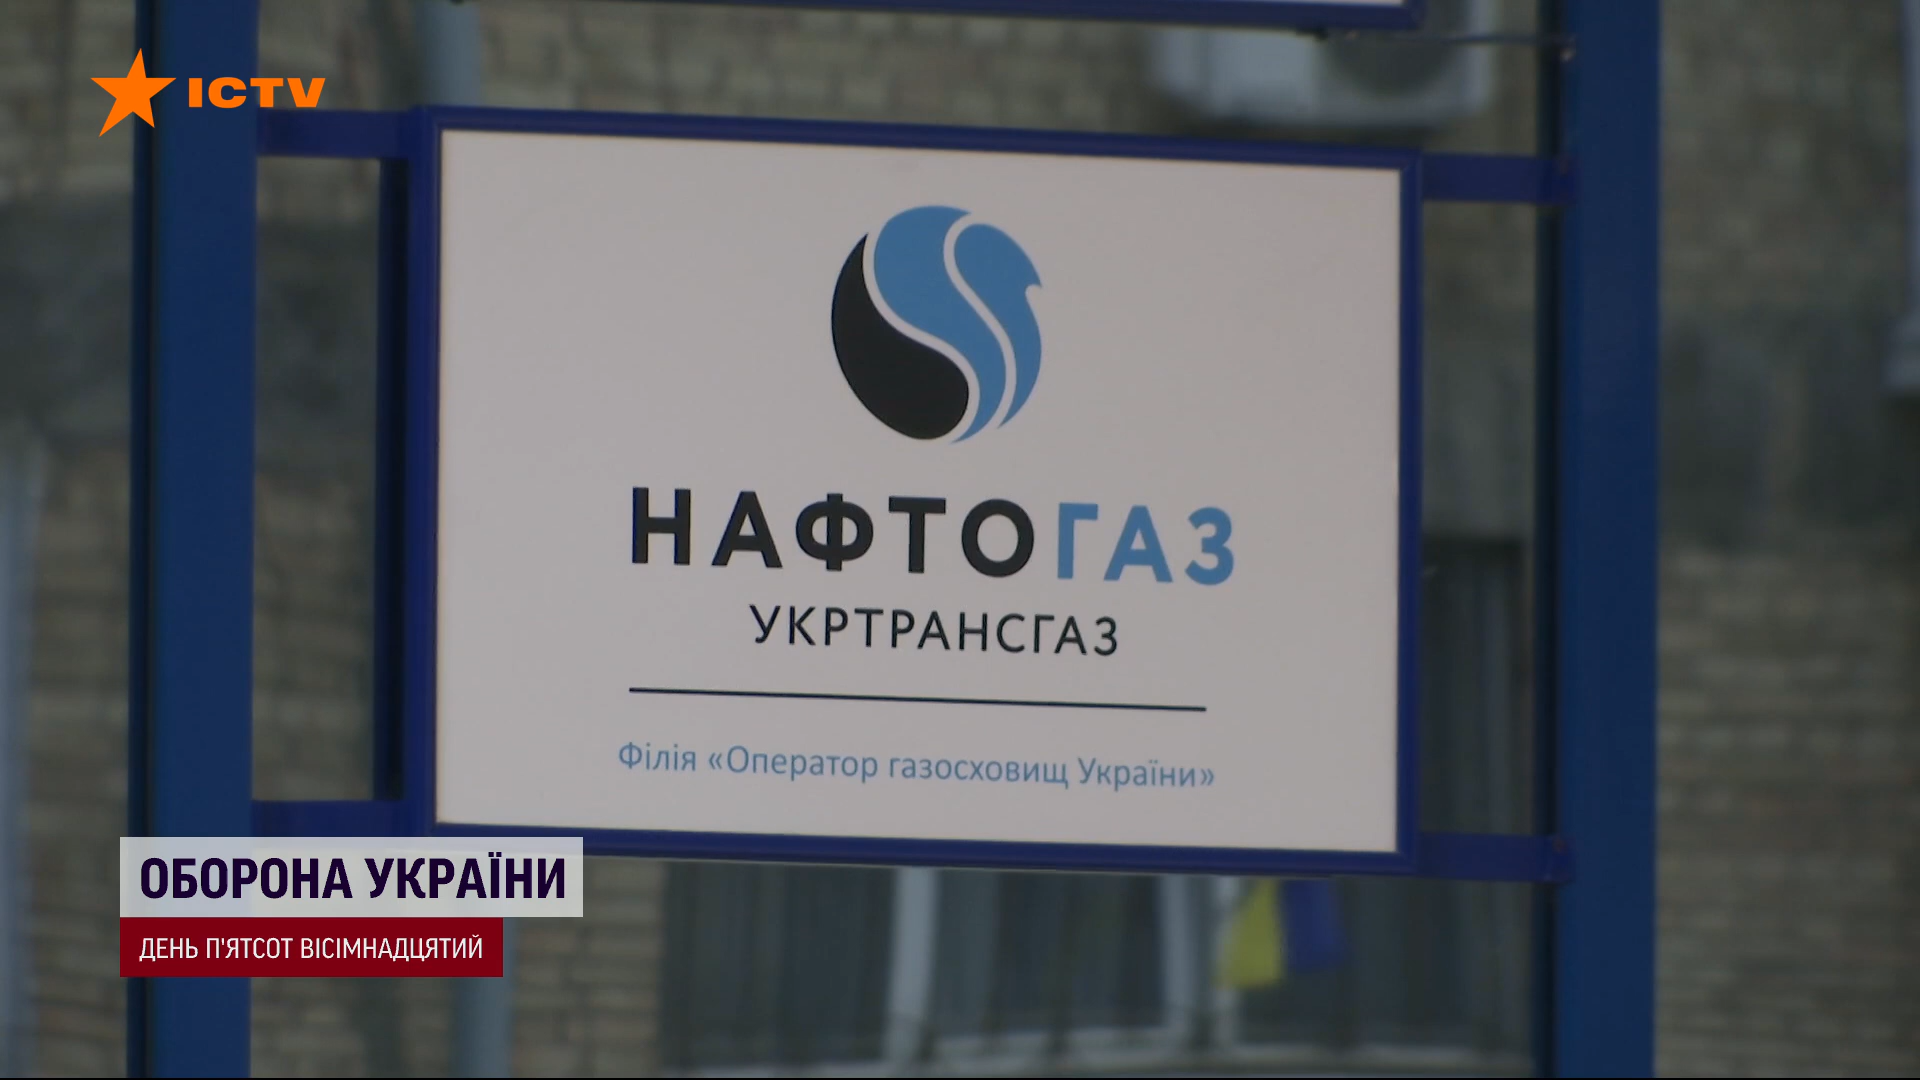 ICTV
НАФТОГАЗ
УКРТРАНСГАЗ
Філія «Оператор газосховищ України»
ОБОРОНА УКРАЇНИ
ДЕНЬ П'ЯТСОТ ВІСІМНАДЦЯТИЙ